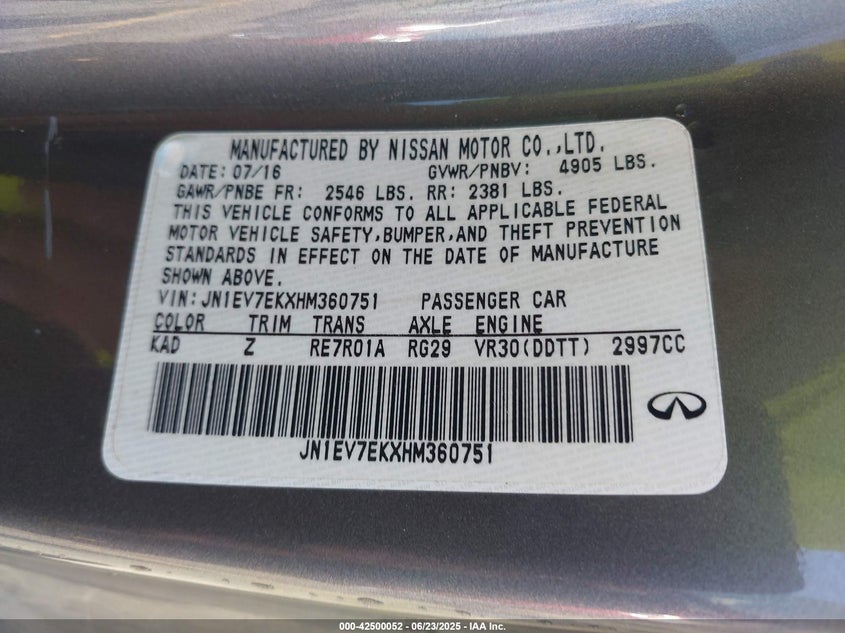 MANUFACTURED BY NISSAN MOTOR CO.,LTD.
DATE: 07/16 GVWR/PNBV: 4905 LBS.
GAWR/PNBE FR: 2546 LBS. RR: 2381 LBS.
THIS VEHICLE CONFORMS TO ALL APPLICABLE FEDERAL
MOTOR VEHICLE SAFETY,BUMPER,AND THEFT PREVENTION
STANDARDS IN EFFECT ON THE DATE OF MANUFACTURE
SHOWN ABOVE.
VIN:JN1EV7EKXHM360751 PASSENGER CAR
COLOR TRIM TRANS AXLE ENGINE
KAD Z RE7R01A RG29 VR30(DDTT) 2997CC
JN1EV7EKXHM360751
000-42500052 - 06/23/2025 - IAA Inc.